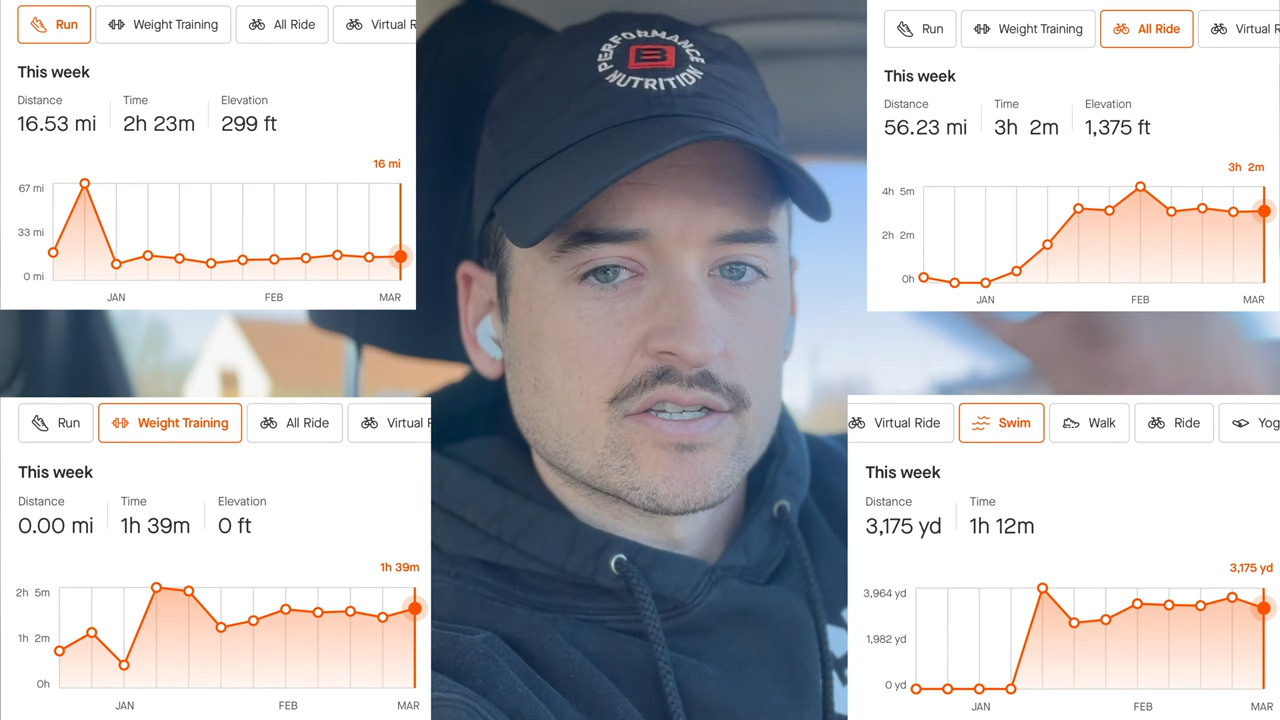 Run
Weight Training
All Ride
Virtual R
This week
Distance
Time
Elevation
16.53 mi
2h 23m
299 ft
16 mi
67 mi
33 mi
0 mi
JAN
FEB
MAR
PERFORMANCE
B
NUTRITION
Run
Weight Training
All Ride
Virtual R
This week
Distance
Time
Elevation
56.23 mi
3h 2m
1,375 ft
3h 2m
4h 5m
2h 2m
0h
JAN
FEB
MAR
Run
Weight Training
All Ride
Virtual
This week
Distance
Time
Elevation
0.00 mi
1h 39m
0 ft
1h 39m
2h 5m
1h 2m
0h
JAN
FEB
MAR
Virtual Ride
Swim
Walk
Ride
Yog
This week
Distance
Time
3,175 yd
1h 12m
3,175 yd
3,964 yd
1,982 yd
0 yd
JAN
FEB
MAR